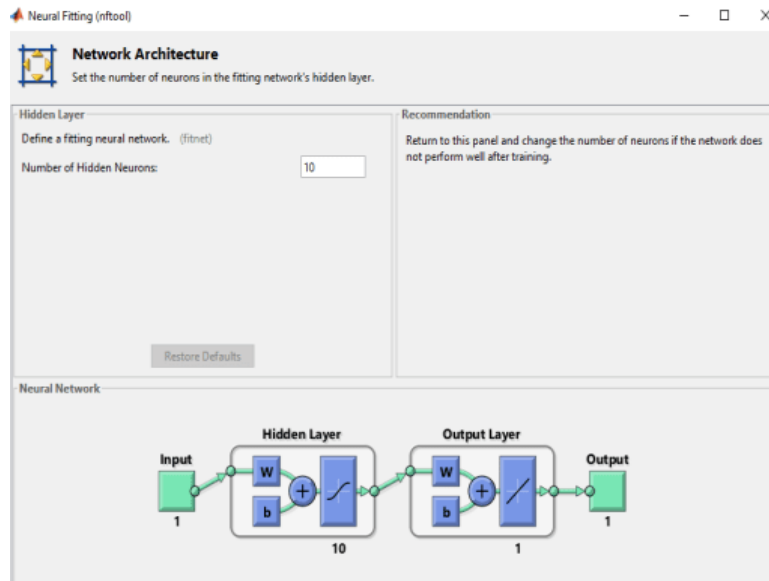 Neural Fitting (nftool)
Network Architecture
Set the number of neurons in the fitting network's hidden layer.
Hidden Layer
Define a fitting neural network. (fitnet)
Number of Hidden Neurons: 10
Restore Defaults
Recommendation
Return to this panel and change the number of neurons if the network does
not perform well after training.
Neural Network
Hidden Layer Output Layer
Input Output
W W
b b
1 1
10 1